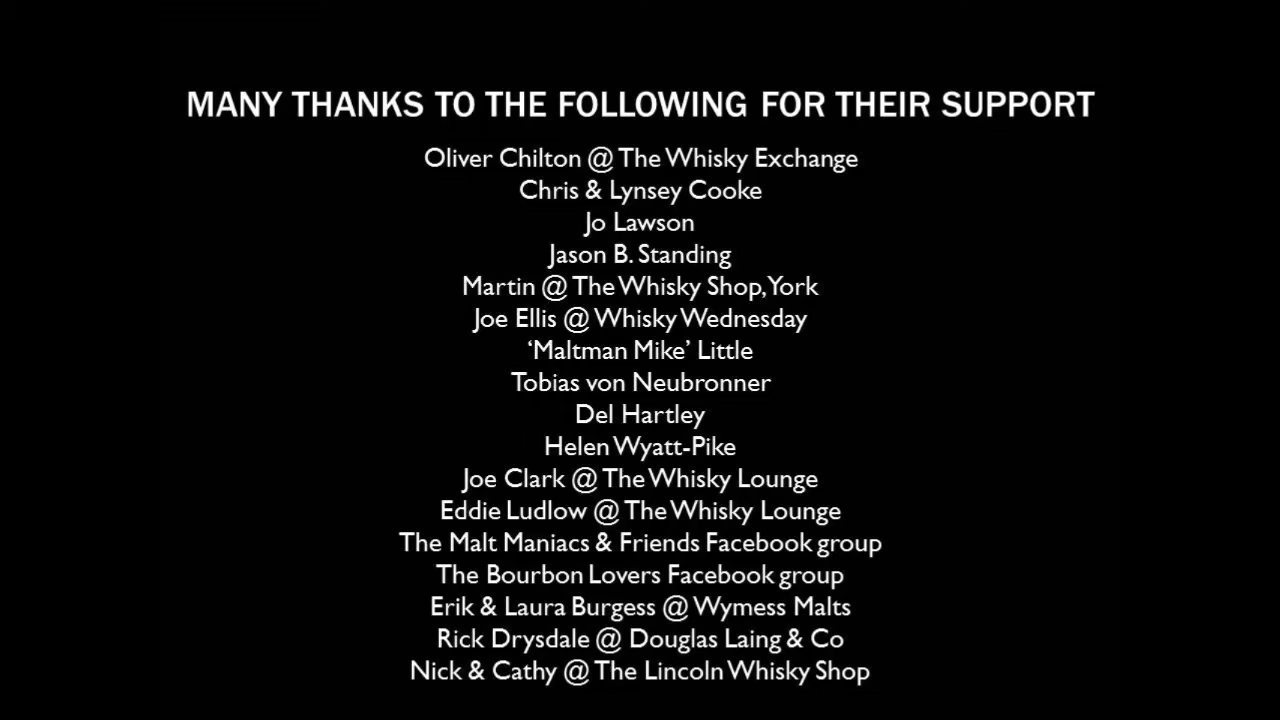 MANY THANKS TO THE FOLLOWING FOR THEIR SUPPORT
Oliver Chilton @ The Whisky Exchange
Chris & Lynsey Cooke
Jo Lawson
Jason B. Standing
Martin @ The Whisky Shop, York
Joe Ellis @ Whisky Wednesday
‘Maltman Mike’ Little
Tobias von Neubronner
Del Hartley
Helen Wyatt-Pike
Joe Clark @ The Whisky Lounge
Eddie Ludlow @ The Whisky Lounge
The Malt Maniacs & Friends Facebook group
The Bourbon Lovers Facebook group
Erik & Laura Burgess @ Wymess Malts
Rick Drysdale @ Douglas Laing & Co
Nick & Cathy @ The Lincoln Whisky Shop